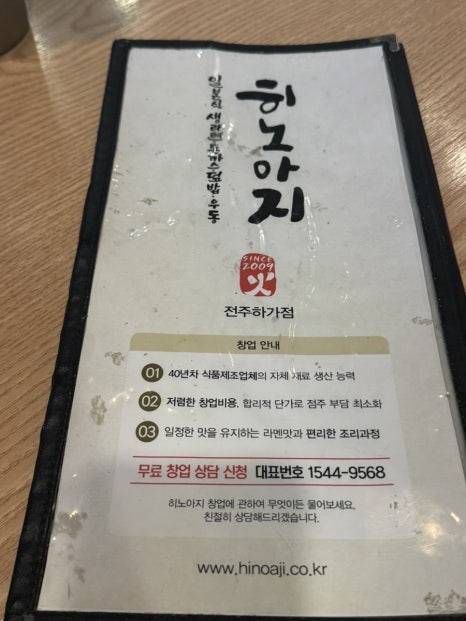 히노아지
일본식 생라멘·돈까스·덮밥·우동
SINCE
2009
火
전주하가점
창업 안내
01 40년차 식품제조업체의 자체 재료 생산 능력
02 저렴한 창업비용, 합리적 단가로 점주 부담 최소화
03 일정한 맛을 유지하는 라멘맛과 편리한 조리과정
무료 창업 상담 신청 대표번호 1544-9568
히노아지 창업에 관하여 무엇이든 물어보세요.
친절히 상담해드리겠습니다.
www.hinoaji.co.kr